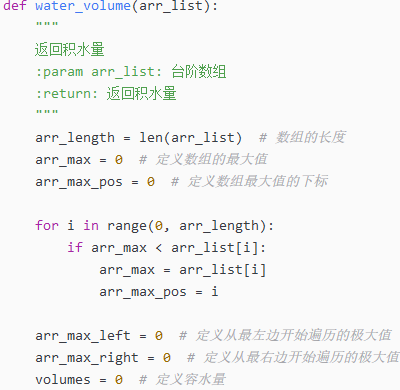 def water_volume(arr_list):
"""
返回积水量
:param arr_list: 台阶数组
:return: 返回积水量
"""
arr_length = len(arr_list)  # 数组的长度
arr_max = 0  # 定义数组的最大值
arr_max_pos = 0  # 定义数组最大值的下标
for i in range(0, arr_length):
if arr_max < arr_list[i]:
arr_max = arr_list[i]
arr_max_pos = i
arr_max_left = 0  # 定义从最左边开始遍历的极大值
arr_max_right = 0  # 定义从最右边开始遍历的极大值
volumes = 0  # 定义容水量